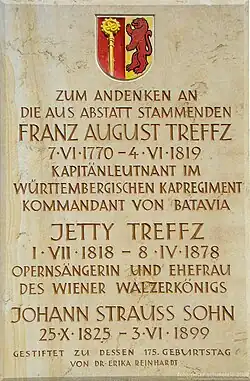 ZUM ANDENKEN AN
DIE AUS ABSTATT STAMMENDEN
FRANZ AUGUST TREFFZ
7·VI·1770 – 4·VI·1819
KAPITÄNLEUTNANT IM
WÜRTTEMBERGISCHEN KAPREGIMENT
KOMMANDANT VON BATAVIA
JETTY TREFFZ
1·VII·1818 – 8·IV·1878
OPERNSÄNGERIN UND EHEFRAU
DES WIENER WALZERKÖNIGS
JOHANN STRAUSS SOHN
25·X·1825 – 3·VI·1899
GESTIFTET ZU DESSEN 175. GEBURTSTAG
VON DR·ERIKA REINHARDT